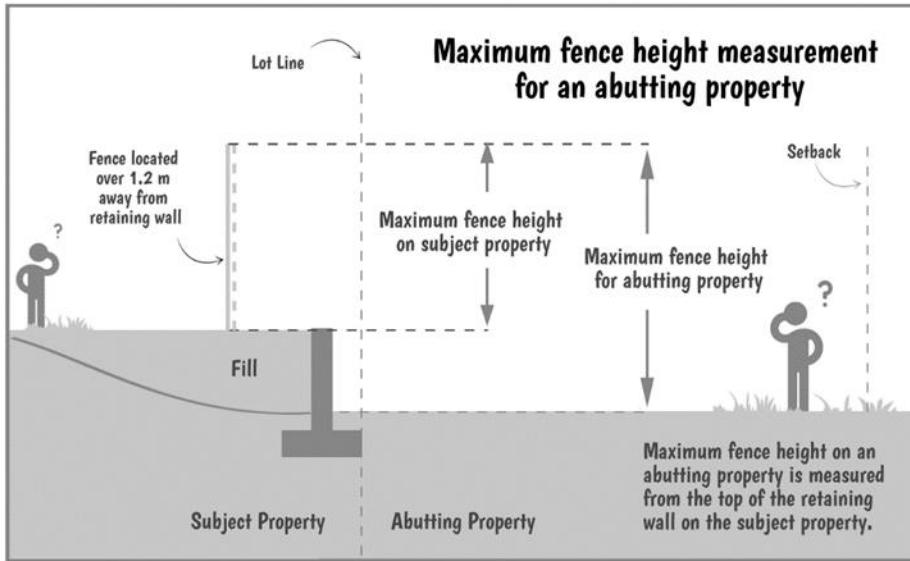 Maximum fence height measurement
for an abutting property
Lot Line
Setback
Fence located
over 1.2 m
away from
retaining wall
?
Maximum fence height
on subject property
Maximum fence height
for abutting property
?
Fill
Maximum fence height on an
abutting property is measured
from the top of the retaining
wall on the subject property.
Subject Property
Abutting Property